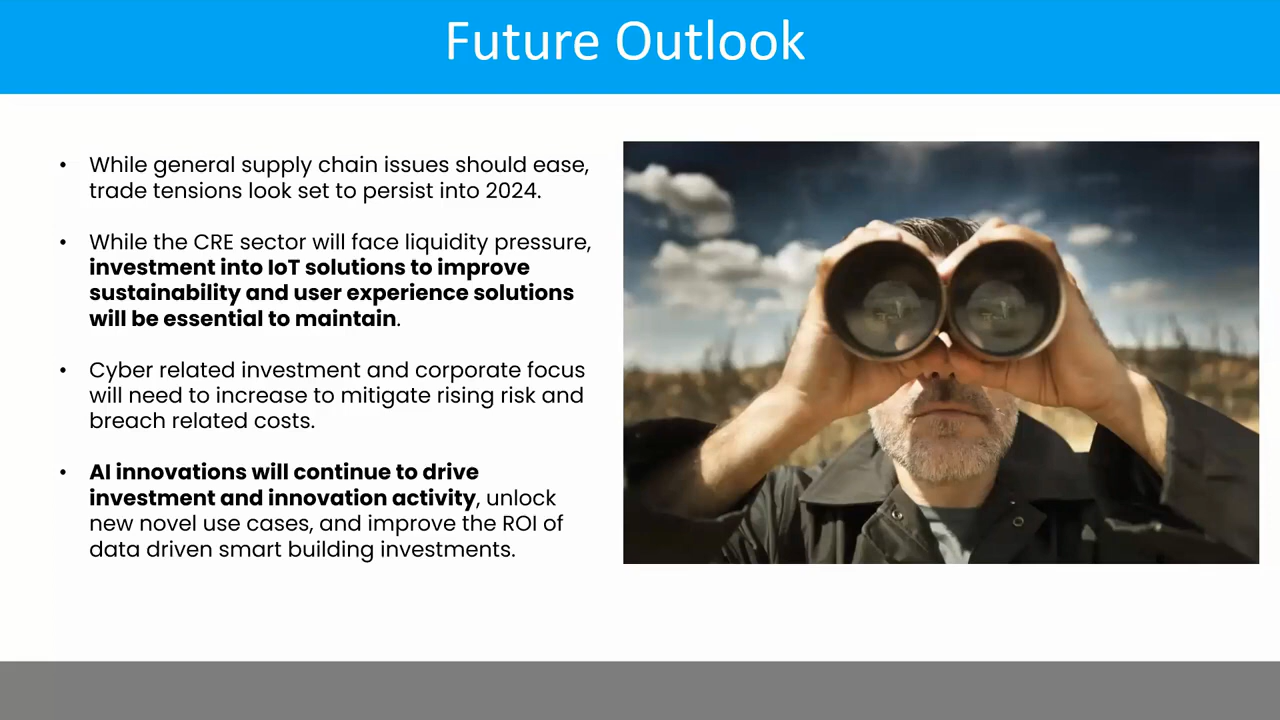 Future Outlook
• While general supply chain issues should ease,
trade tensions look set to persist into 2024.
• While the CRE sector will face liquidity pressure,
investment into IoT solutions to improve
sustainability and user experience solutions
will be essential to maintain.
• Cyber related investment and corporate focus
will need to increase to mitigate rising risk and
breach related costs.
• AI innovations will continue to drive
investment and innovation activity, unlock
new novel use cases, and improve the ROI of
data driven smart building investments.